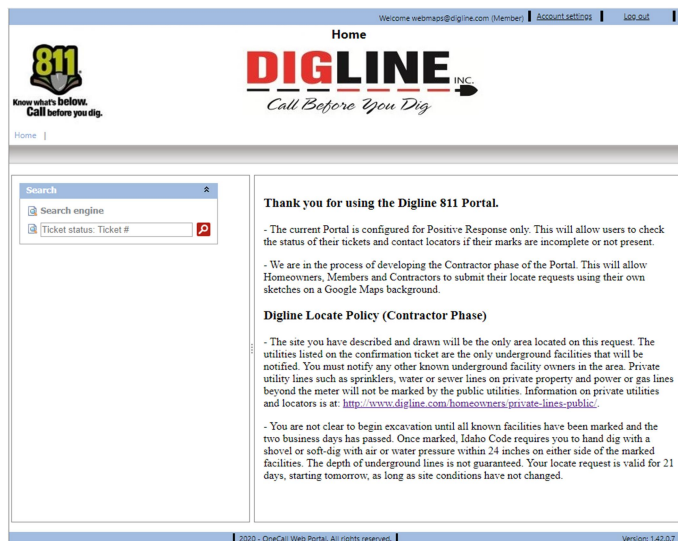 Welcome webmaps@digline.com (Member) Account settings Log out
Home
811
Know what's below.
Call before you dig.
DIGLINE INC.
Call Before You Dig
Home |
Search
Search engine
Ticket status: Ticket #
Thank you for using the Digline 811 Portal.
- The current Portal is configured for Positive Response only. This will allow users to check
the status of their tickets and contact locators if their marks are incomplete or not present.
- We are in the process of developing the Contractor phase of the Portal. This will allow
Homeowners, Members and Contractors to submit their locate requests using their own
sketches on a Google Maps background.
Digline Locate Policy (Contractor Phase)
- The site you have described and drawn will be the only area located on this request. The
utilities listed on the confirmation ticket are the only underground facilities that will be
notified. You must notify any other known underground facility owners in the area. Private
utility lines such as sprinklers, water or sewer lines on private property and power or gas lines
beyond the meter will not be marked by the public utilities. Information on private utilities
and locators is at: http://www.digline.com/homeowners/private-lines-public/.
- You are not clear to begin excavation until all known facilities have been marked and the
two business days has passed. Once marked, Idaho Code requires you to hand dig with a
shovel or soft-dig with air or water pressure within 24 inches on either side of the marked
facilities. The depth of underground lines is not guaranteed. Your locate request is valid for 21
days, starting tomorrow, as long as site conditions have not changed.
2020 - OneCall Web Portal. All rights reserved. Version: 1.42.0.7